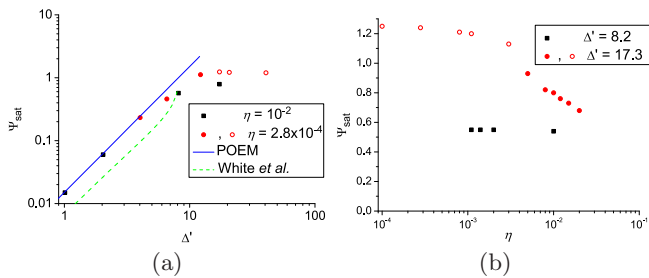 1
0.1
0.01
Ψsat
1
10
100
Δ'
η = 10⁻²
, η = 2.8x10⁻⁴
POEM
White et al.
(a)
1.2
1.0
0.8
0.6
0.4
0.2
0.0
Ψsat
10⁻⁴
10⁻³
10⁻²
10⁻¹
η
Δ' = 8.2
, Δ' = 17.3
(b)